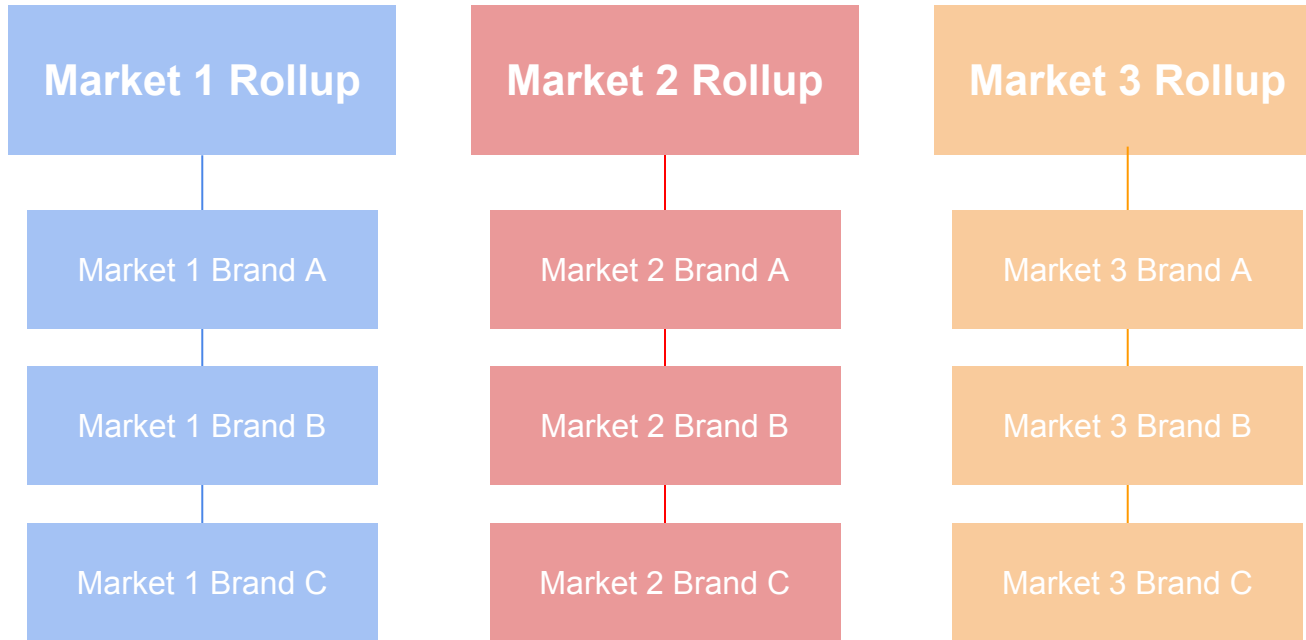 Market 1 Rollup
Market 2 Rollup
Market 3 Rollup
Market 1 Brand A
Market 2 Brand A
Market 3 Brand A
Market 1 Brand B
Market 2 Brand B
Market 3 Brand B
Market 1 Brand C
Market 2 Brand C
Market 3 Brand C